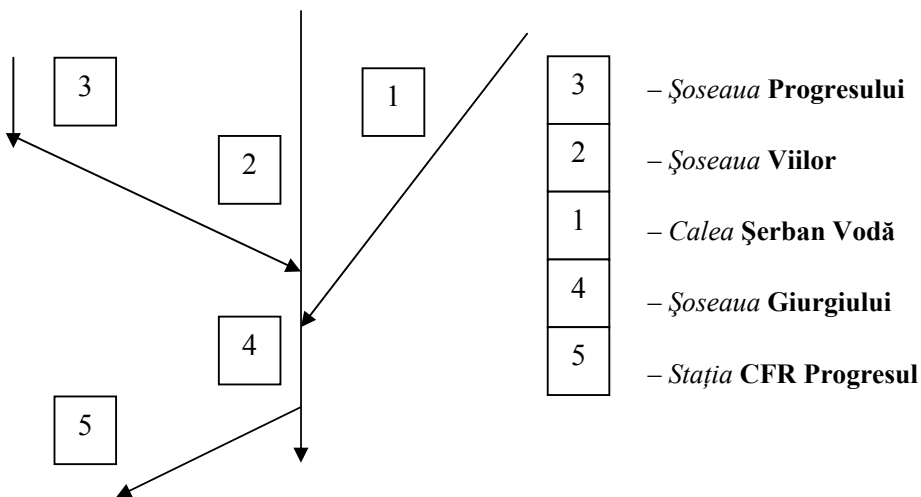 3
1
2
4
5
3 – Şoseaua Progresului
2 – Şoseaua Viilor
1 – Calea Şerban Vodă
4 – Şoseaua Giurgiului
5 – Staţia CFR Progresul